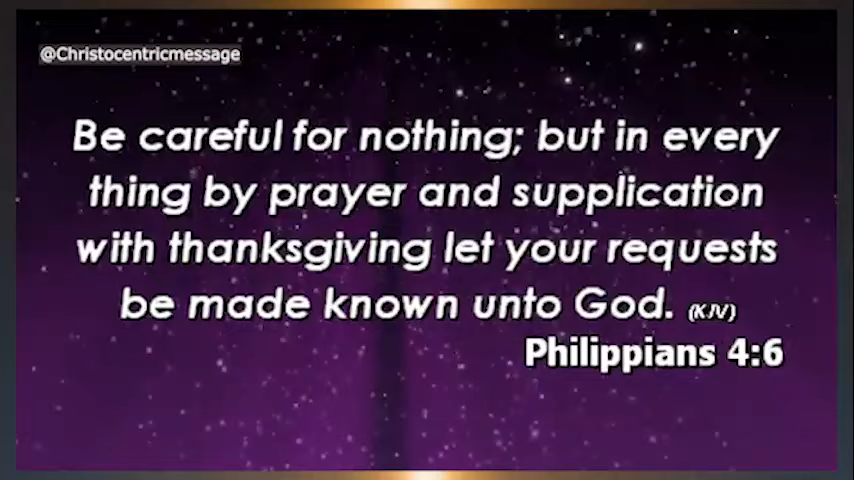 @Christocentricmessage
Be careful for nothing; but in every
thing by prayer and supplication
with thanksgiving let your requests
be made known unto God. (KJV)
Philippians 4:6